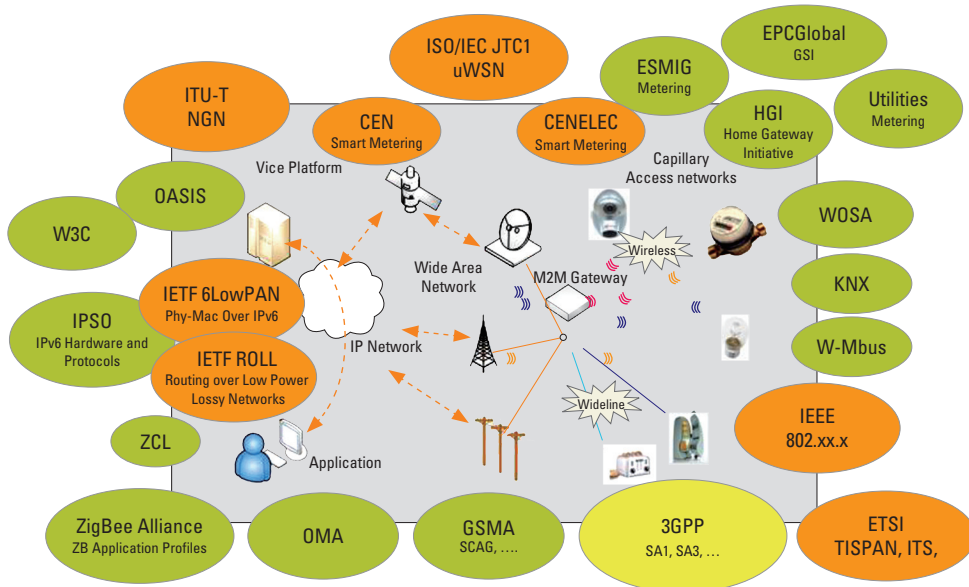 ISO/IEC JTC1
uWSN
EPCGlobal
GSI
ESMIG
Metering
ITU-T
NGN
Utilities
Metering
CEN
Smart Metering
CENELEC
Smart Metering
HGI
Home Gateway
Initiative
Vice Platform
Capillary
Access networks
OASIS
W3C
WOSA
Wireless
Wide Area
Network
M2M Gateway
IETF 6LowPAN
Phy-Mac Over IPv6
KNX
IPSO
IPv6 Hardware and
Protocols
IP Network
W-Mbus
IETF ROLL
Routing over Low Power
Lossy Networks
Wideline
IEEE
802.xx.x
ZCL
Application
ZigBee Alliance
ZB Application Profiles
OMA
GSMA
SCAG, ....
3GPP
SA1, SA3, ...
ETSI
TISPAN, ITS,